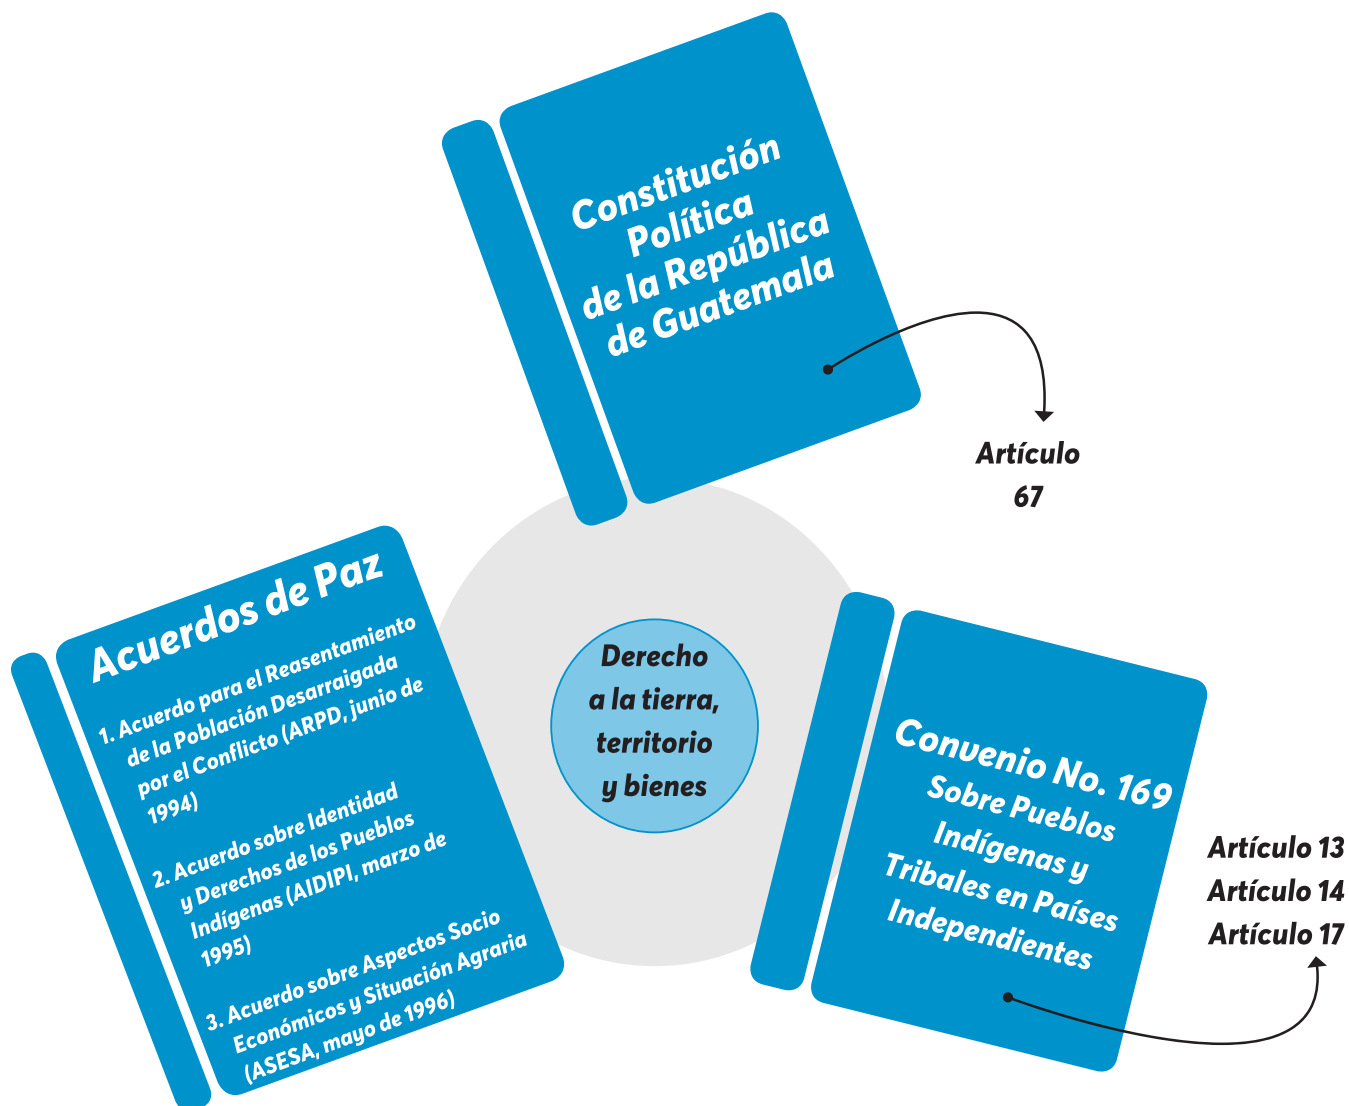 Constitución
Política
de la República
de Guatemala
Artículo
67
Acuerdos de Paz
1. Acuerdo para el Reasentamiento
de la Población Desarraigada
por el Conflicto (ARPD, junio de
1994)
2. Acuerdo sobre Identidad
y Derechos de los Pueblos
Indígenas (AIDIPI, marzo de
1995)
3. Acuerdo sobre Aspectos Socio
Económicos y Situación Agraria
(ASESA, mayo de 1996)
Derecho
a la tierra,
territorio
y bienes
Convenio No. 169
Sobre Pueblos
Indígenas y
Tribales en Países
Independientes
Artículo 13
Artículo 14
Artículo 17